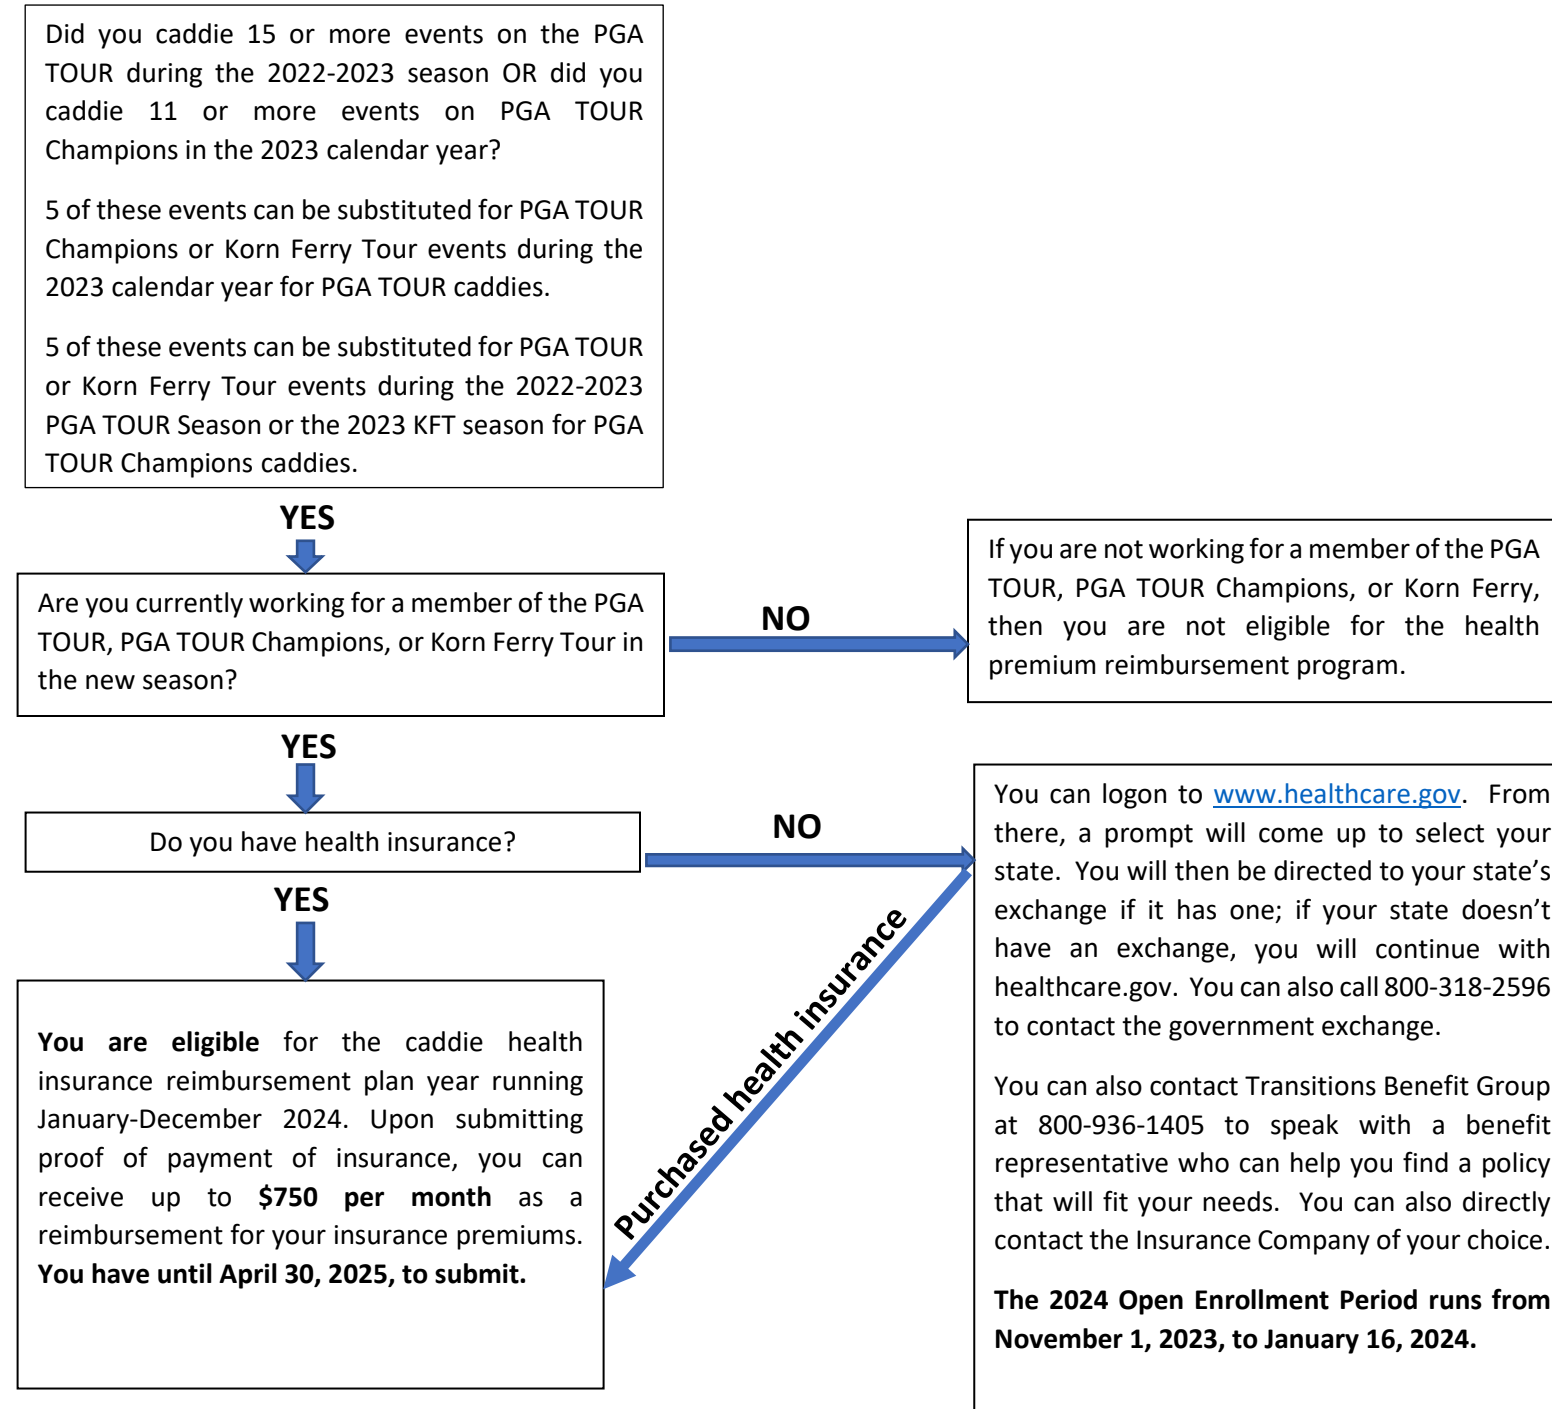 Did you caddie 15 or more events on the PGA
TOUR during the 2022-2023 season OR did you
caddie 11 or more events on PGA TOUR
Champions in the 2023 calendar year?
5 of these events can be substituted for PGA TOUR
Champions or Korn Ferry Tour events during the
2023 calendar year for PGA TOUR caddies.
5 of these events can be substituted for PGA TOUR
or Korn Ferry Tour events during the 2022-2023
PGA TOUR Season or the 2023 KFT season for PGA
TOUR Champions caddies.
YES
Are you currently working for a member of the PGA
TOUR, PGA TOUR Champions, or Korn Ferry Tour in
the new season?
NO
If you are not working for a member of the PGA
TOUR, PGA TOUR Champions, or Korn Ferry,
then you are not eligible for the health
premium reimbursement program.
YES
Do you have health insurance?
NO
You can logon to www.healthcare.gov. From
there, a prompt will come up to select your
state. You will then be directed to your state’s
exchange if it has one; if your state doesn’t
have an exchange, you will continue with
healthcare.gov. You can also call 800-318-2596
to contact the government exchange.
You can also contact Transitions Benefit Group
at 800-936-1405 to speak with a benefit
representative who can help you find a policy
that will fit your needs. You can also directly
contact the Insurance Company of your choice.
The 2024 Open Enrollment Period runs from
November 1, 2023, to January 16, 2024.
Purchased health insurance
YES
You are eligible for the caddie health
insurance reimbursement plan year running
January-December 2024. Upon submitting
proof of payment of insurance, you can
receive up to $750 per month as a
reimbursement for your insurance premiums.
You have until April 30, 2025, to submit.